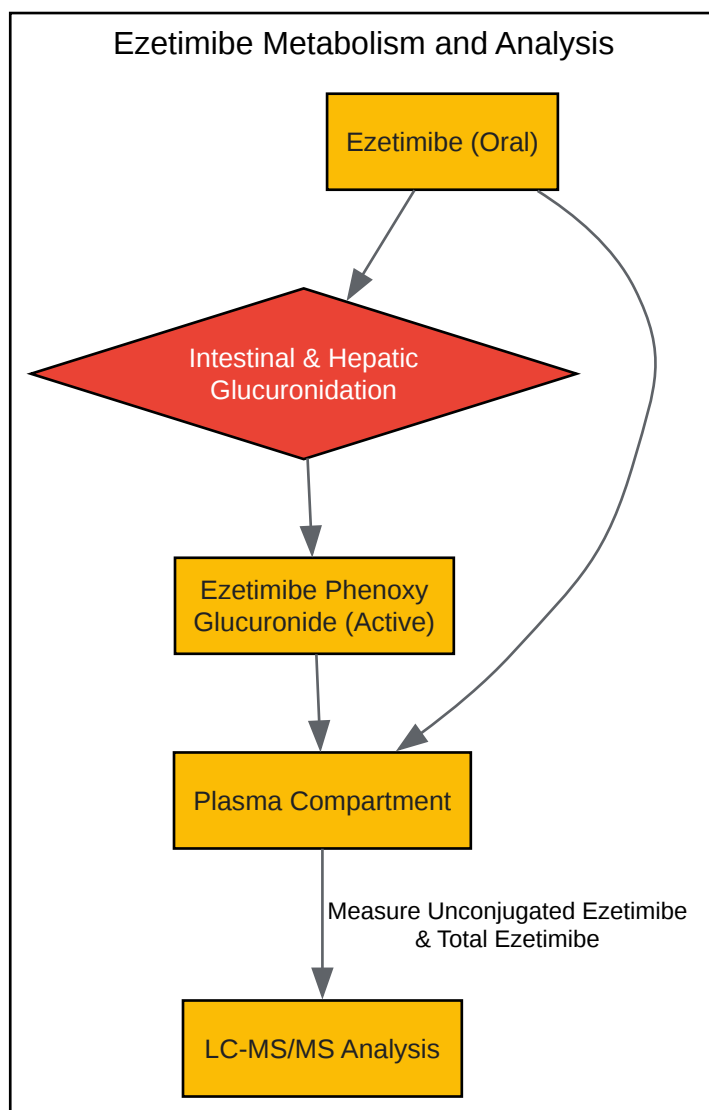 Ezetimibe Metabolism and Analysis
Ezetimibe (Oral)
Intestinal & Hepatic
Glucuronidation
Ezetimibe Phenoxy
Glucuronide (Active)
Plasma Compartment
Measure Unconjugated Ezetimibe
& Total Ezetimibe
LC-MS/MS Analysis